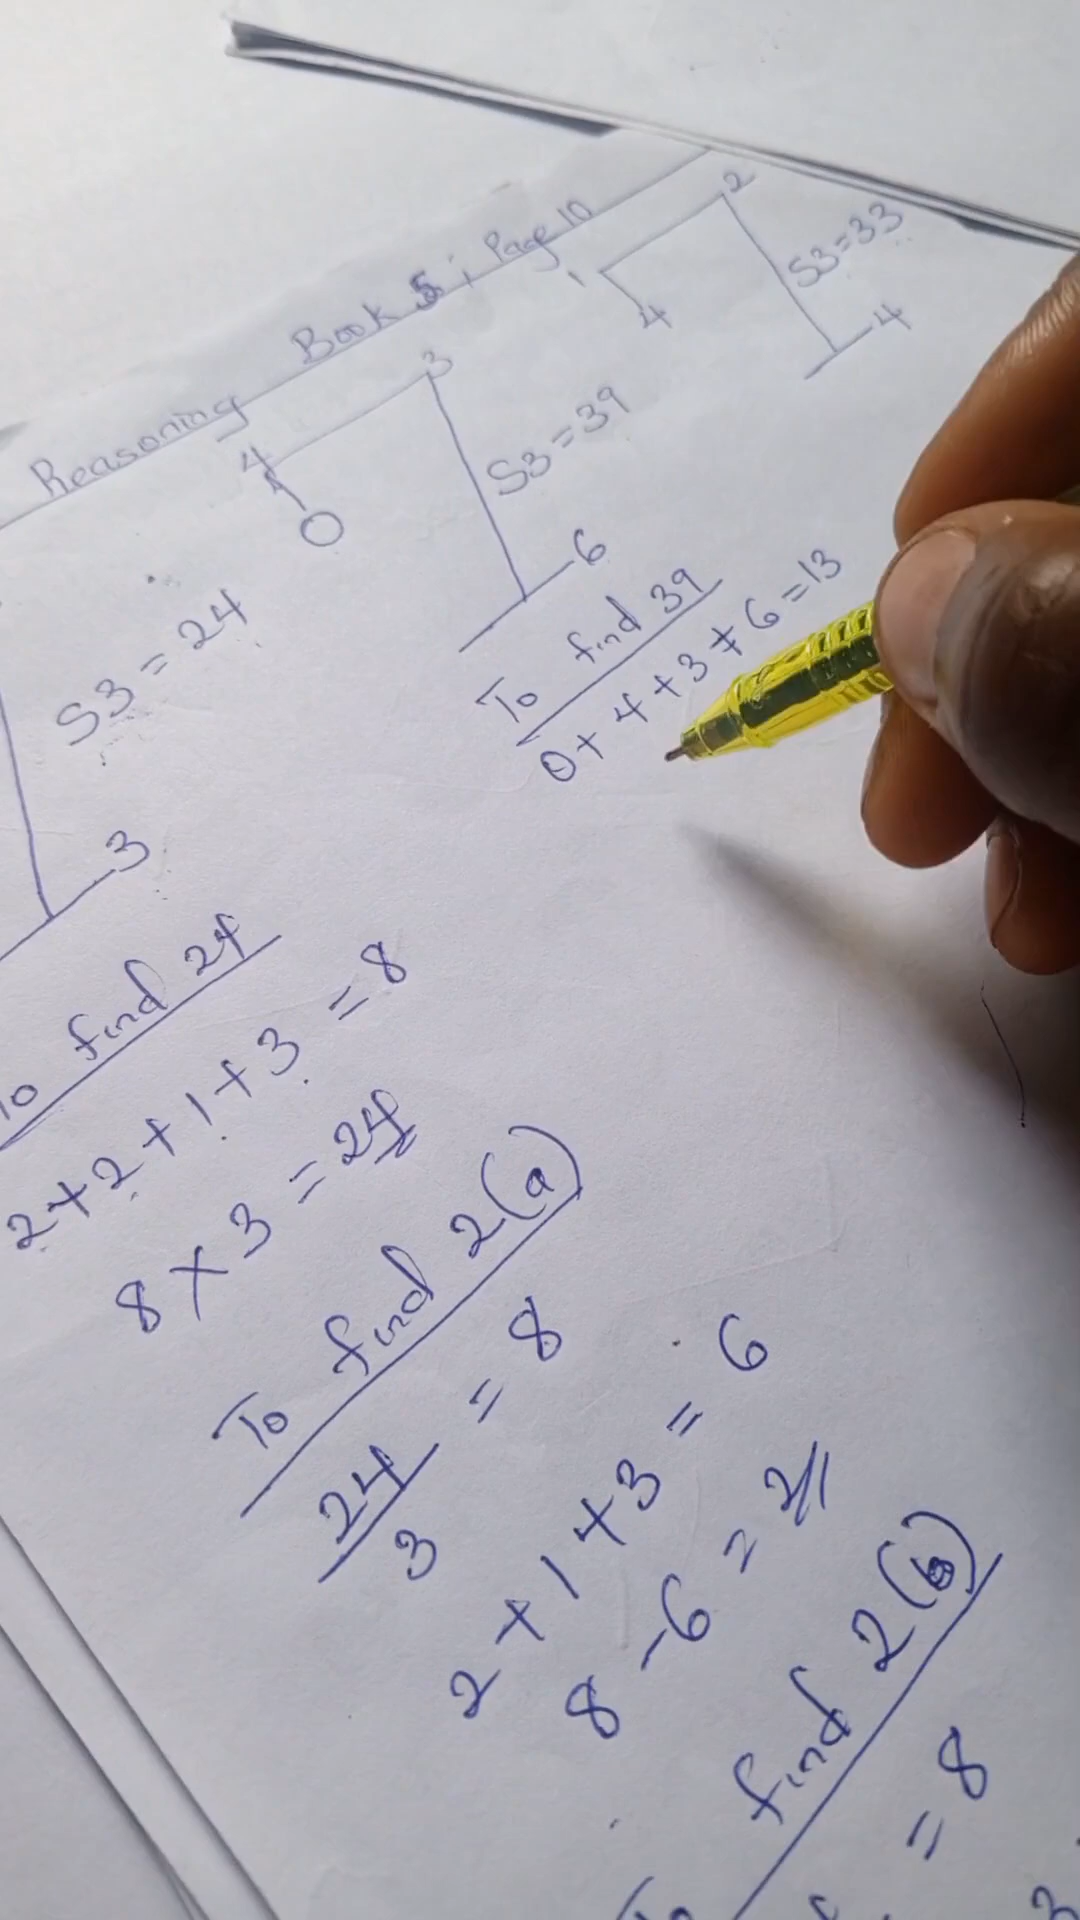 Reasoning Book 5; Page 10
4
3
0
S3=39
6
1
2
4
S3=33
4
S3=24
3
To find 24
2+2+1+3=8
8×3=24
To find 39
0+4+3+6=13
To find 2(a)
24/3 = 8
2+1+3=6
8-6=2
To find 2(b)
= 8
3